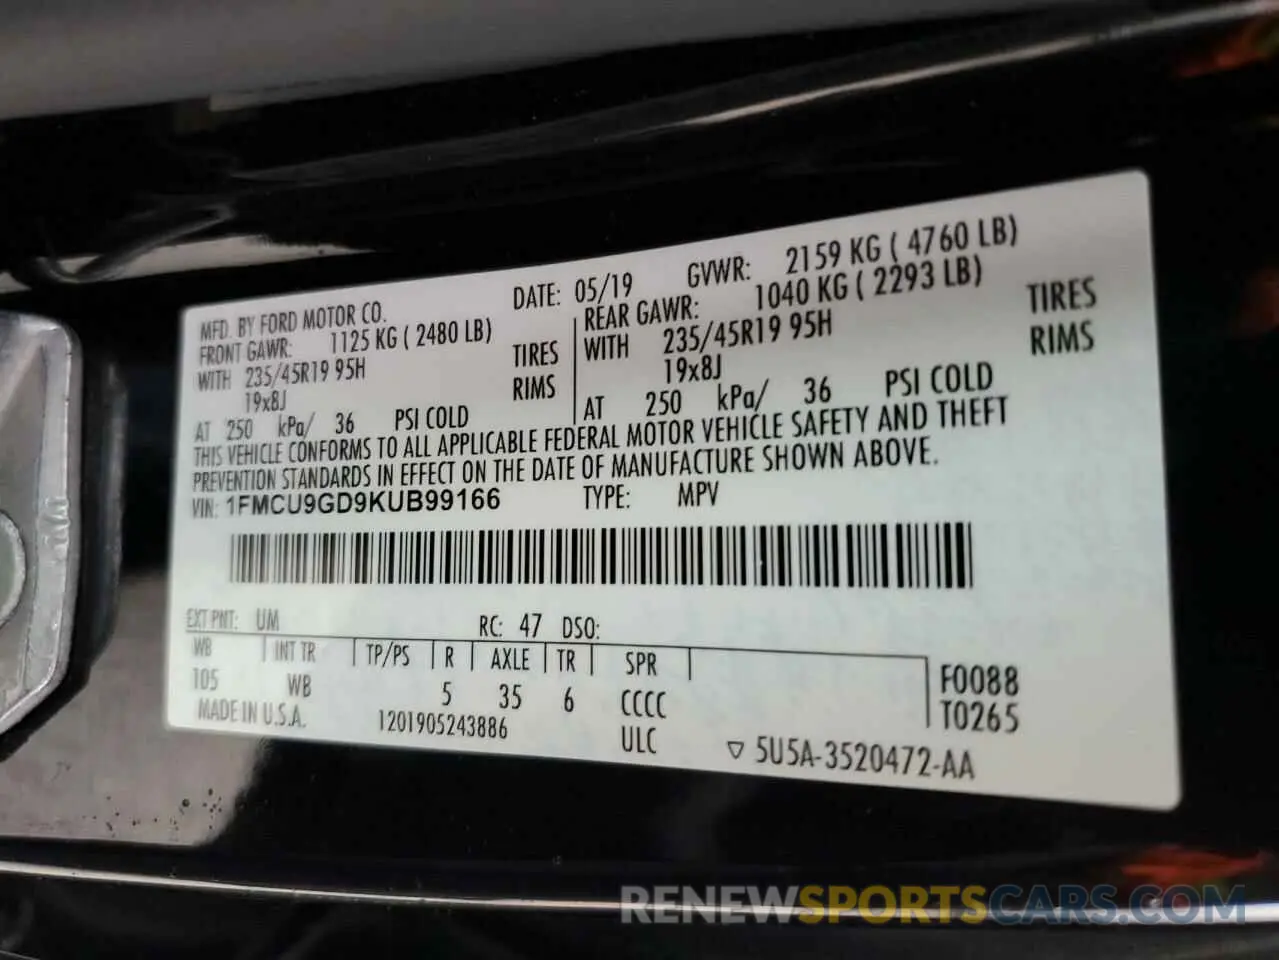 MFD. BY FORD MOTOR CO. DATE: 05/19 GVWR: 2159 KG ( 4760 LB)
FRONT GAWR: 1125 KG ( 2480 LB) REAR GAWR: 1040 KG ( 2293 LB)
WITH 235/45R19 95H TIRES WITH 235/45R19 95H TIRES
19x8J RIMS 19x8J RIMS
AT 250 kPa/ 36 PSI COLD AT 250 kPa/ 36 PSI COLD
THIS VEHICLE CONFORMS TO ALL APPLICABLE FEDERAL MOTOR VEHICLE SAFETY AND THEFT
PREVENTION STANDARDS IN EFFECT ON THE DATE OF MANUFACTURE SHOWN ABOVE.
VIN: 1FMCU9GD9KUB99166 TYPE: MPV
EXT PNT: UM RC: 47 DSO:
WB INT TR TP/PS R AXLE TR SPR
105 WB 5 35 6 CCCC F0088
MADE IN U.S.A. 1201905243886 ULC T0265
▽ 5U5A-3520472-AA
RENEWSPORTSCARS.COM